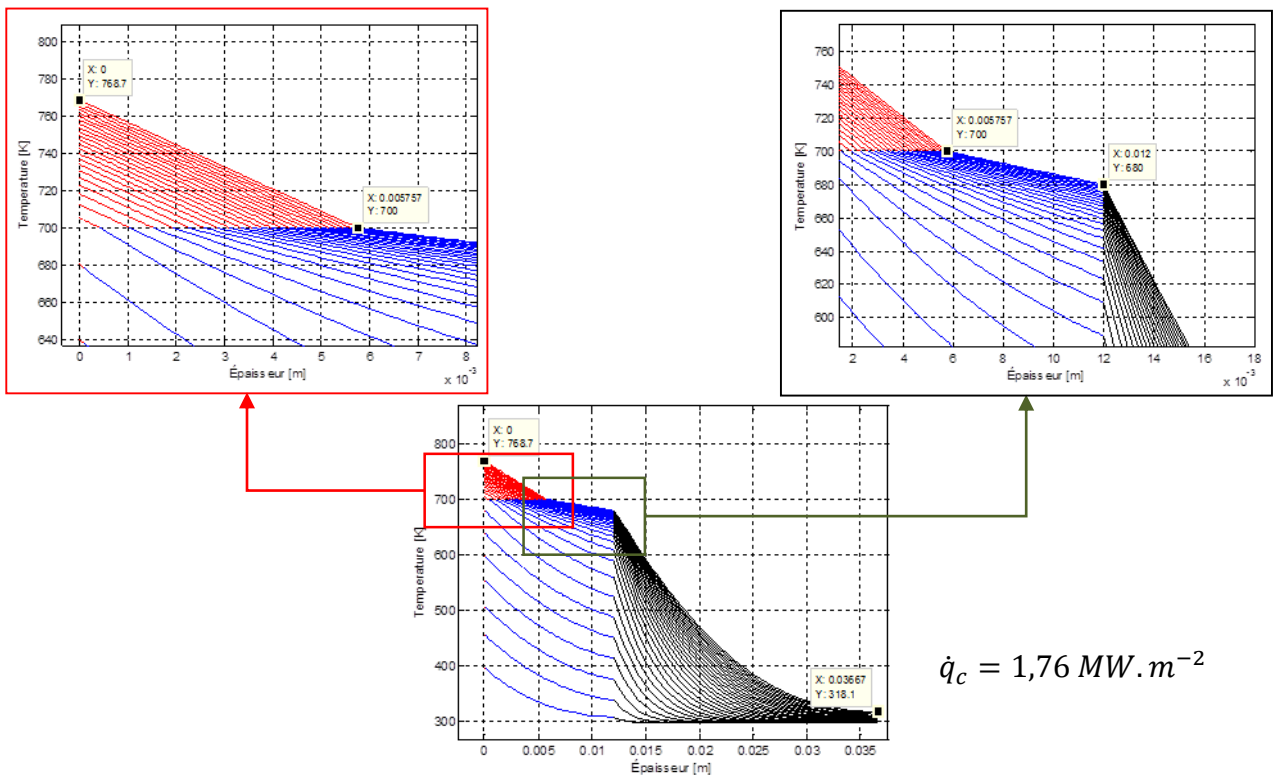 800
780
760
740
720
700
680
660
640
Temperature [K]
X: 0
Y: 768.7
X: 0.005757
Y: 700
0 1 2 3 4 5 6 7 8
Épaisseur [m]
x 10⁻³
760
740
720
700
680
660
640
620
600
Temperature [K]
X: 0.005757
Y: 700
X: 0.012
Y: 680
2 4 6 8 10 12 14 16 18
Épaisseur [m]
x 10⁻³
800
700
600
500
400
300
Temperature [K]
X: 0
Y: 768.7
X: 0.03667
Y: 318.1
0 0.005 0.01 0.015 0.02 0.025 0.03 0.035
Épaisseur [m]
q̇c = 1,76 MW.m⁻²